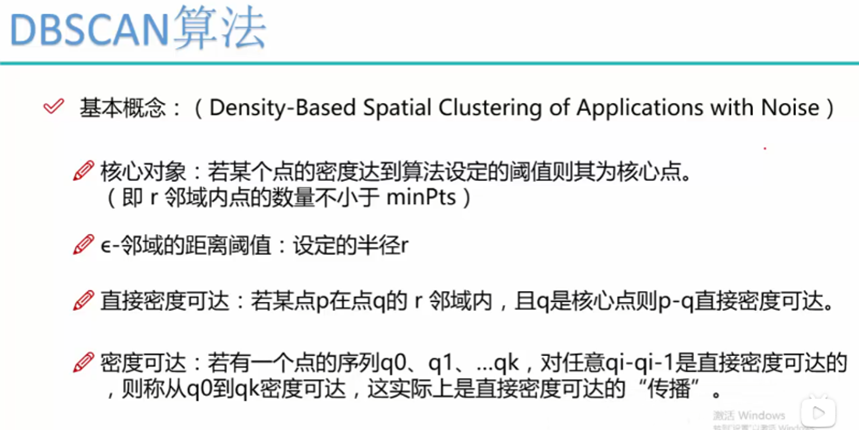 DBSCAN算法
基本概念：（Density-Based Spatial Clustering of Applications with Noise）
核心对象：若某个点的密度达到算法设定的阈值则其为核心点。
（即 r 邻域内点的数量不小于 minPts）
ϵ-邻域的距离阈值：设定的半径r
直接密度可达：若某点p在点q的 r 邻域内，且q是核心点则p-q直接密度可达。
密度可达：若有一个点的序列q0、q1、…qk，对任意qi-qi-1是直接密度可达的
，则称从q0到qk密度可达，这实际上是直接密度可达的“传播”。
激活 Windows